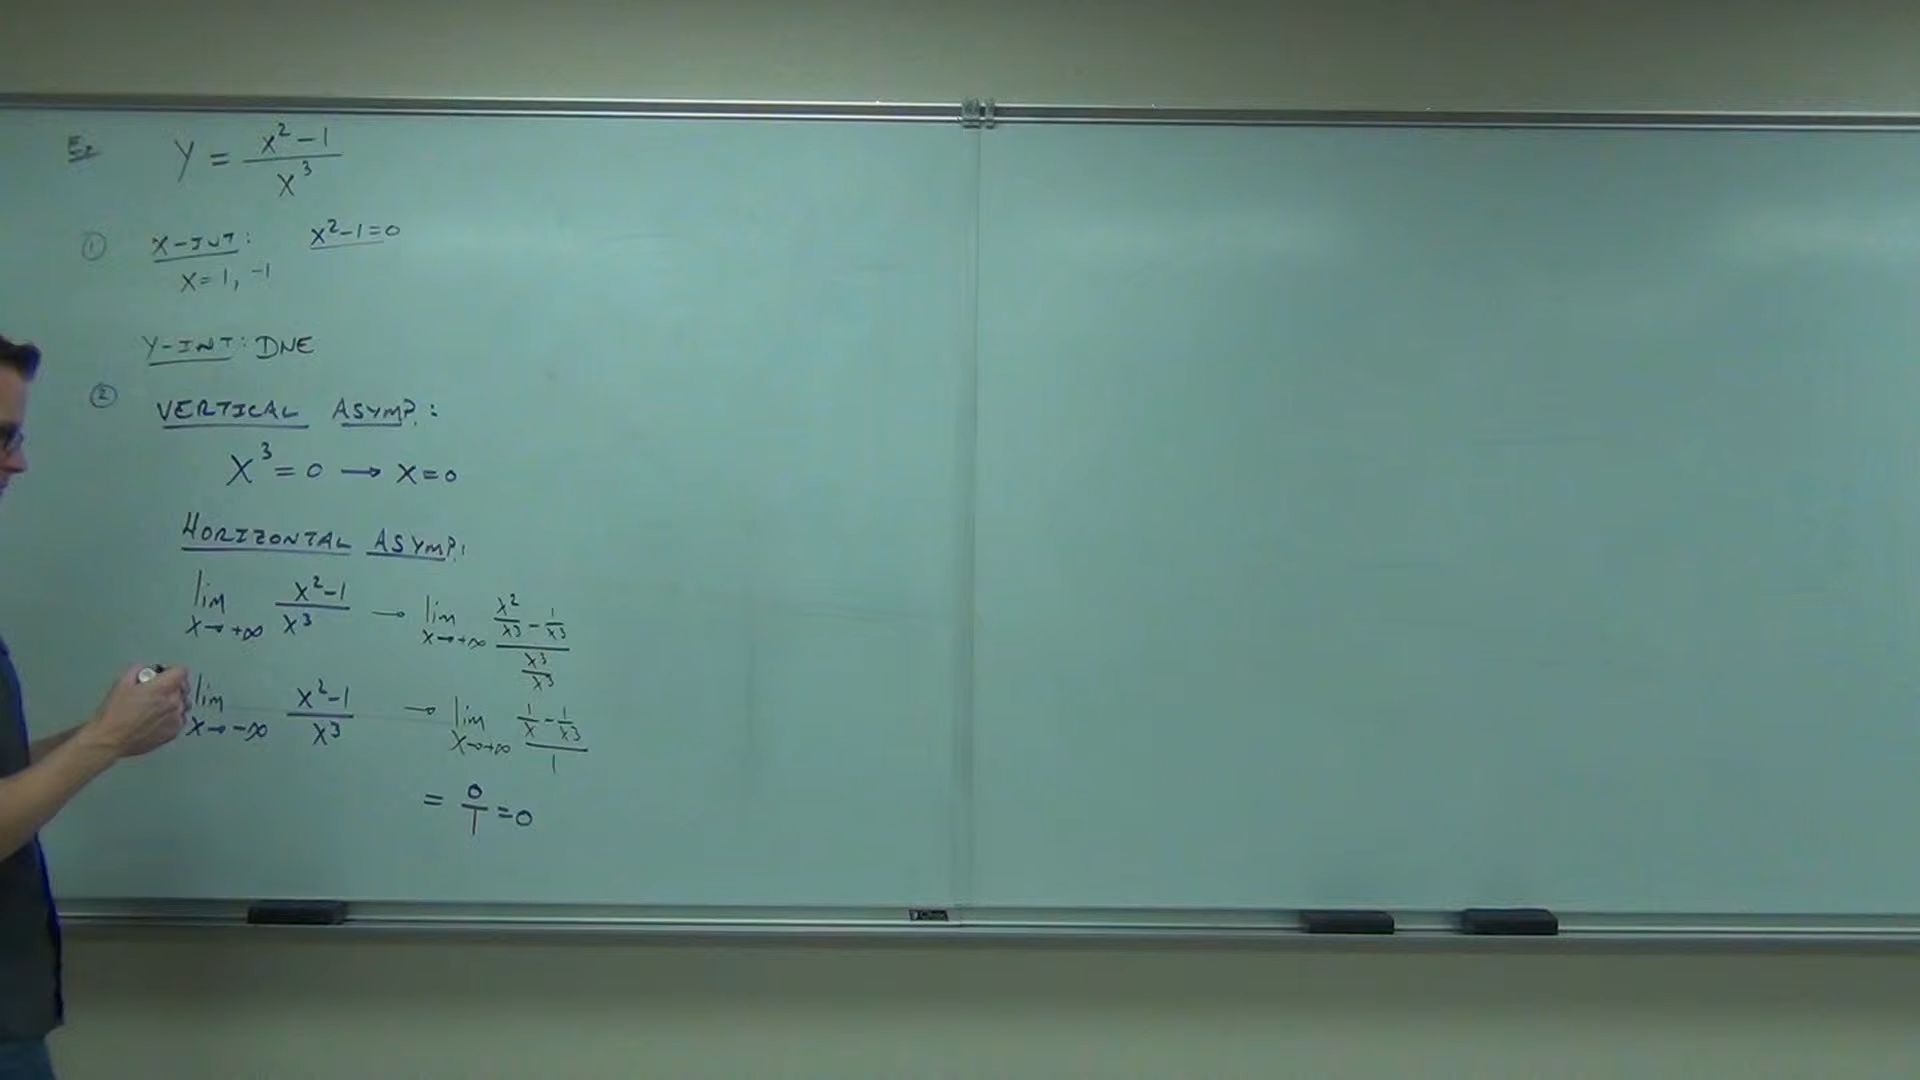 Ex y = (x² - 1) / x³
① X-INT: x² - 1 = 0
x = 1, -1
Y-INT: DNE
② VERTICAL ASYMP.:
x³ = 0 → x = 0
HORIZONTAL ASYMP:
lim x→+∞ (x² - 1) / x³ → lim x→+∞ (x²/x³ - 1/x³) / (x³/x³)
lim x→-∞ (x² - 1) / x³ → lim x→+∞ (1/x - 1/x³) / 1
= 0/1 = 0